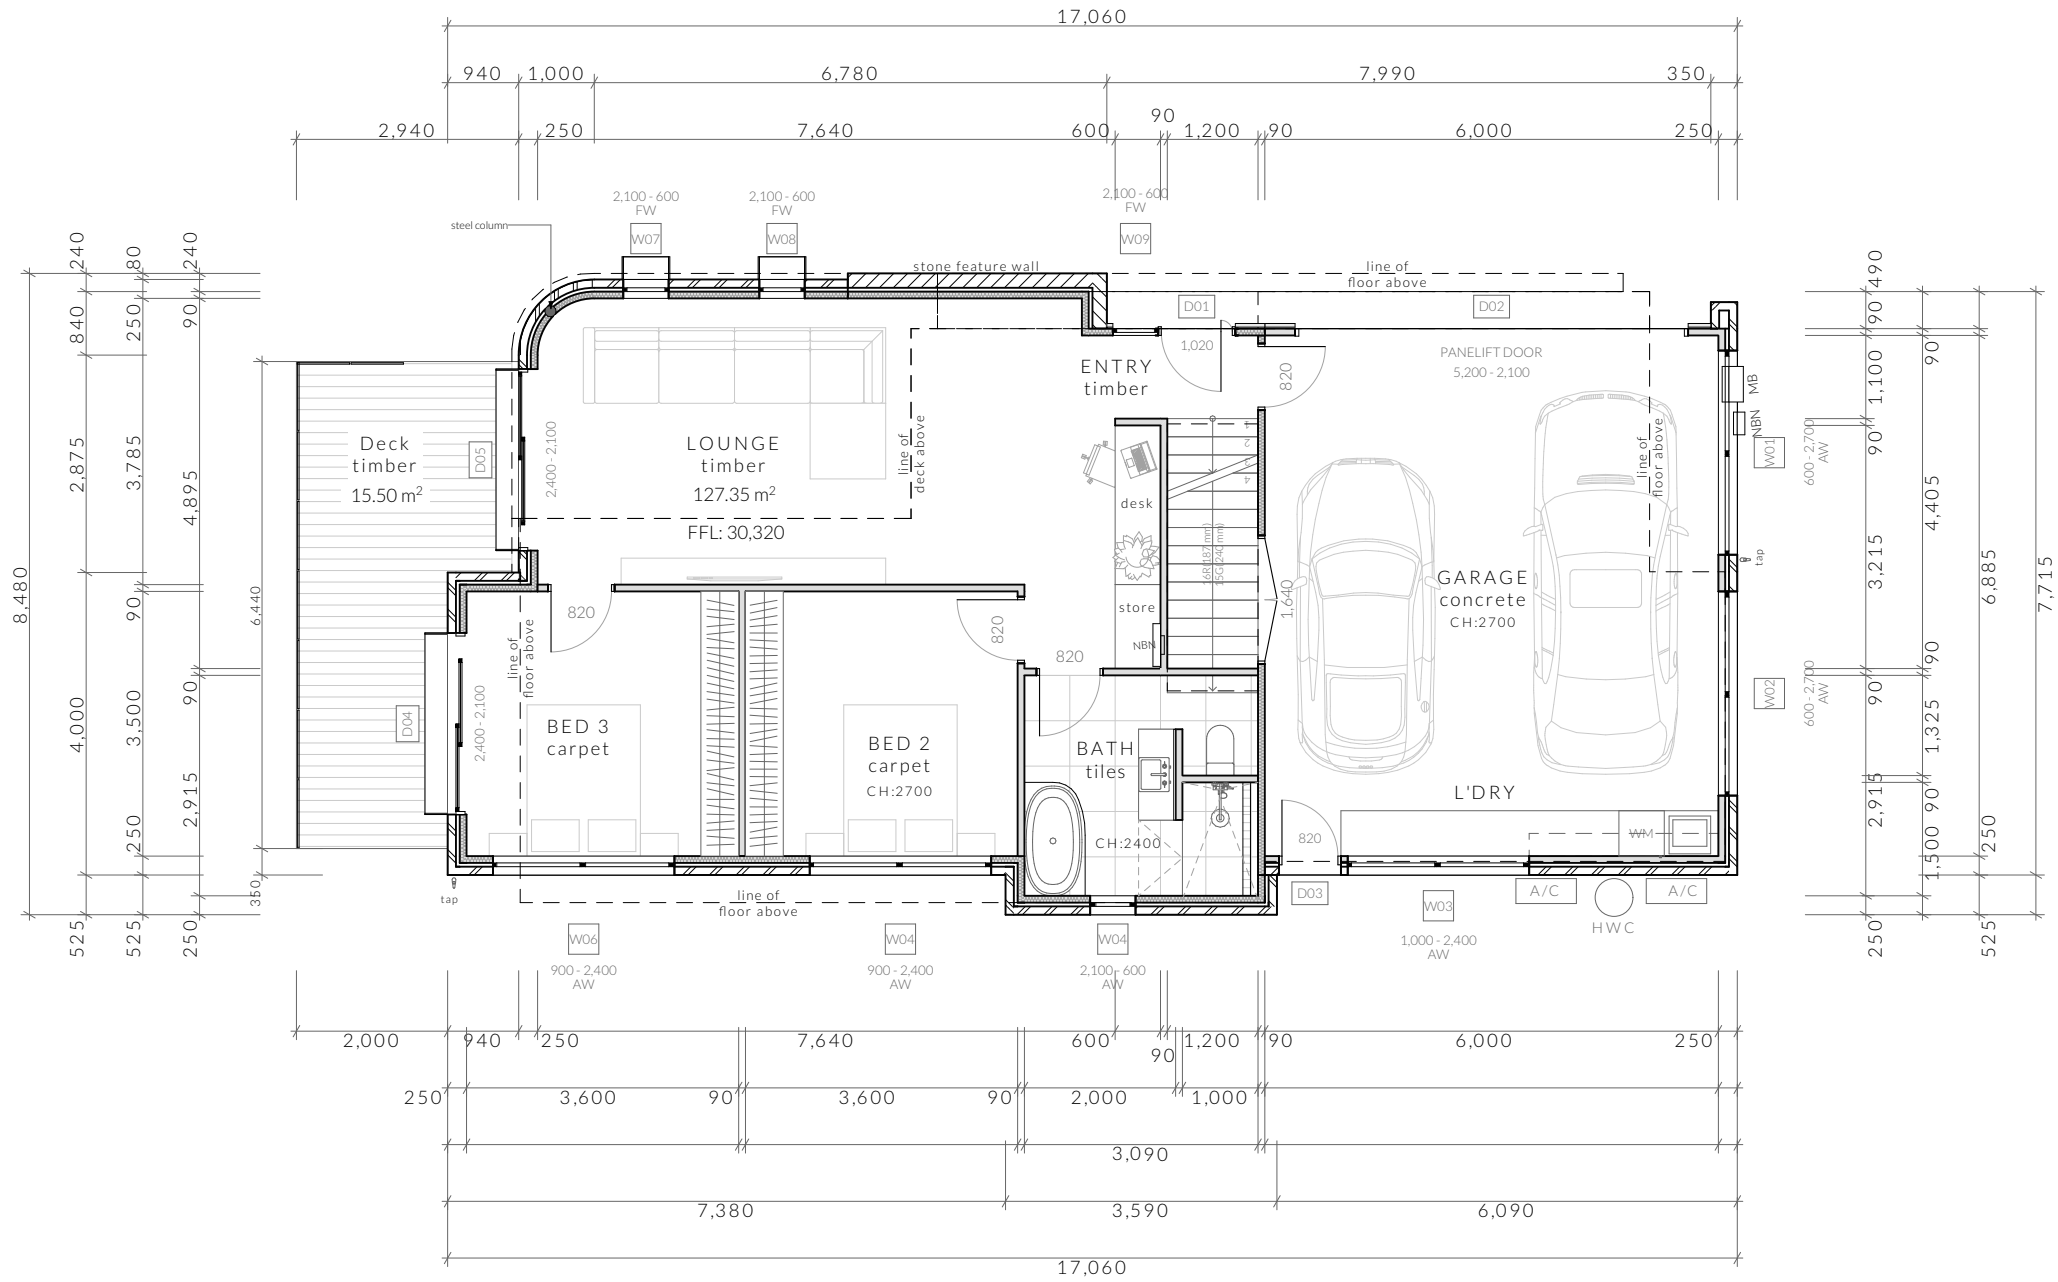 17,060
940 1,000 6,780 7,990 350
90
2,940 250 7,640 600 1,200 90 6,000 250
2,100 - 600
FW
2,100 - 600
FW
2,100 - 600
FW
steel column
W07
W08
W09
stone feature wall
line of
floor above
D01
D02
240
80
240
840
250
90
2,875
3,785
4,895
8,480
90
6,440
4,000
3,500
90
2,915
250
350
525
525
250
490
90
90
1,100
90
4,405
3,215
6,885
7,715
90
90
1,325
2,915
90
1,500
250
250
525
1,020
820
PANELIFT DOOR
5,200 - 2,100
ENTRY
timber
MB
NBN
W01
600 - 2,700
AW
Deck
timber
15.50 m2
D05
2,400 - 2,100
LOUNGE
timber
127.35 m2
FFL: 30,320
line of
deck above
desk
store
NBN
1
2
3
4
16R(187 mm)
15G(240 mm)
1,640
line of
floor above
tap
GARAGE
concrete
CH:2700
820
820
820
line of
floor above
D04
2,400 - 2,100
BED 3
carpet
BED 2
carpet
CH:2700
BATH
tiles
CH:2400
W02
600 - 2,700
AW
L'DRY
820
WM
tap
line of
floor above
D03
A/C
A/C
HWC
W03
1,000 - 2,400
AW
W06
900 - 2,400
AW
W04
900 - 2,400
AW
W04
2,100 - 600
AW
2,000 940 250 7,640 600 1,200 90 6,000 250
90
250 3,600 90 3,600 90 2,000 1,000
3,090
7,380 3,590 6,090
17,060